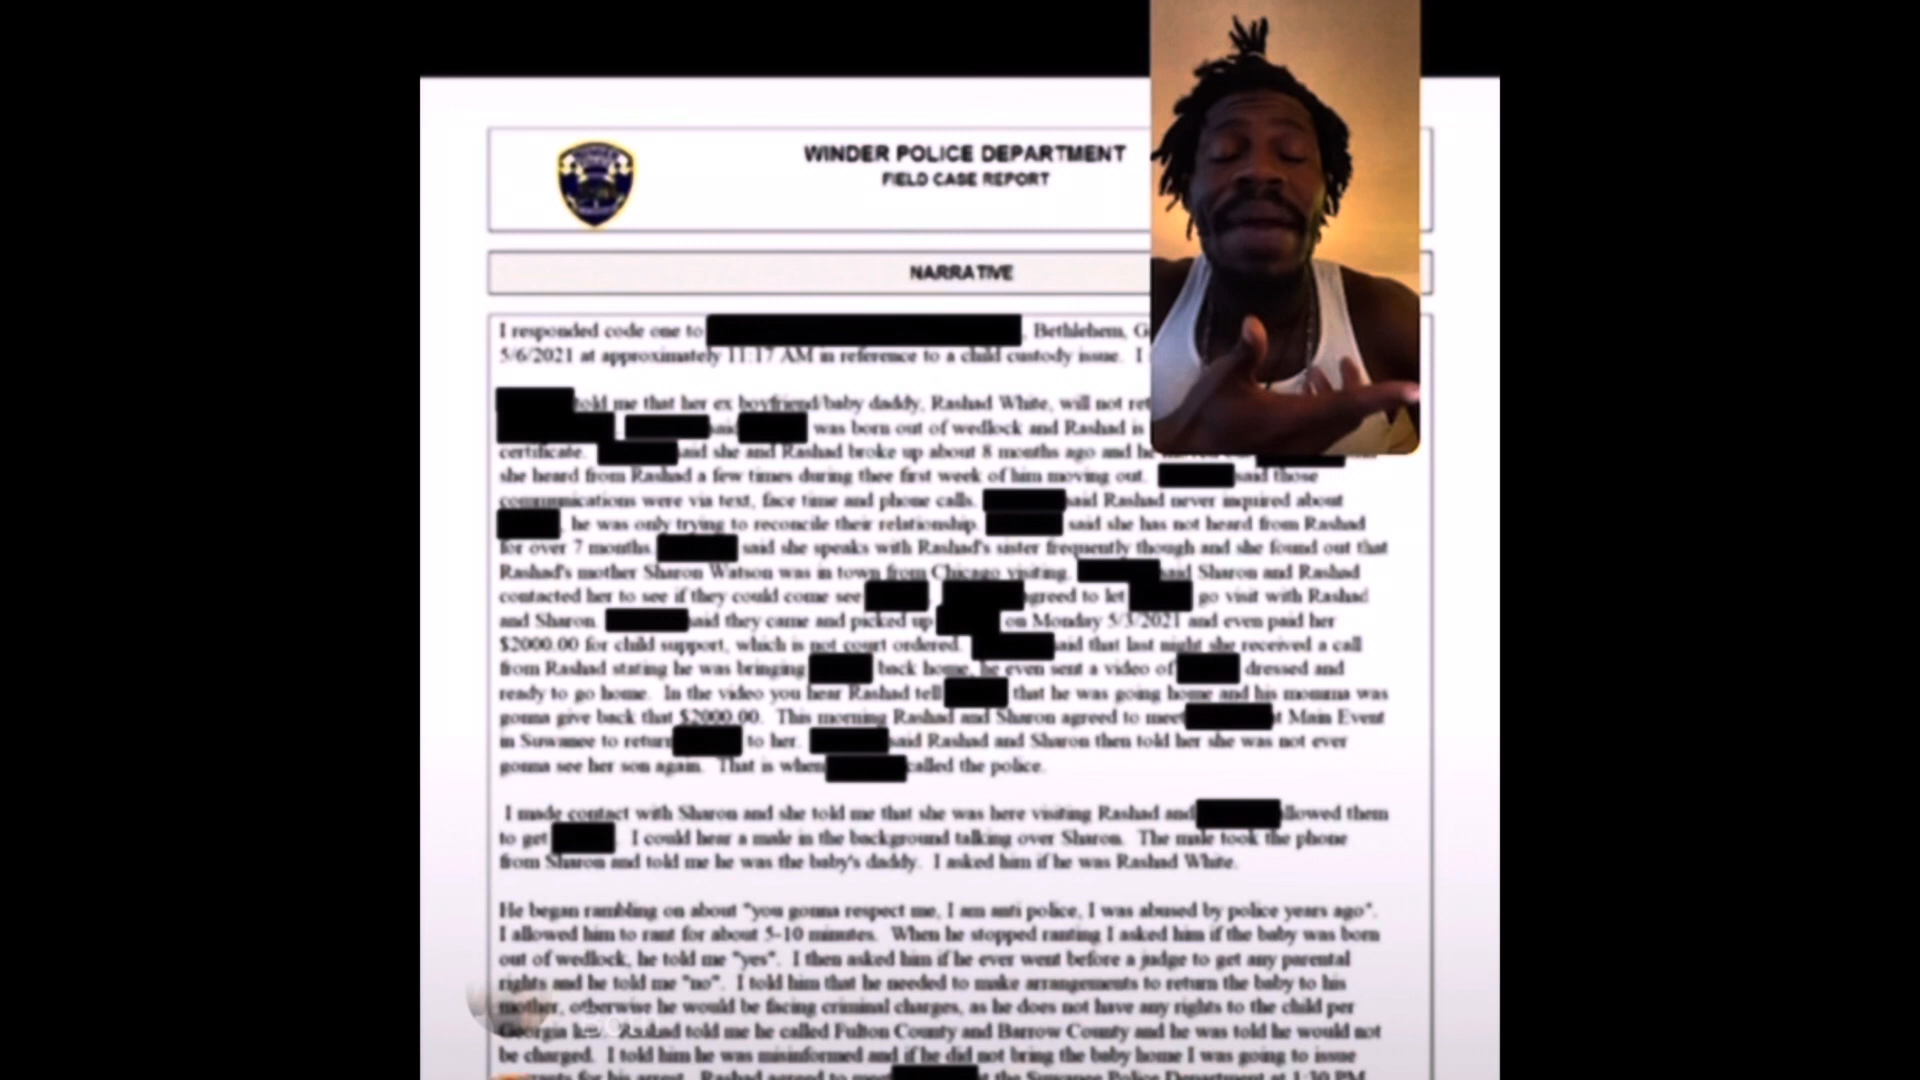 WINDER POLICE DEPARTMENT
FIELD CASE REPORT
NARRATIVE
I responded code one to , Bethlehem, G
5/6/2021 at approximately 11:17 AM in reference to a child custody issue. I
told me that her ex boyfriend/baby daddy, Rashad White, will not ret
said was born out of wedlock and Rashad is
certificate. said she and Rashad broke up about 8 months ago and he
she heard from Rashad a few times during thee first week of him moving out. said those
communications were via text, face time and phone calls. said Rashad never inquired about
, he was only trying to reconcile their relationship. said she has not heard from Rashad
for over 7 months. said she speaks with Rashad's sister frequently though and she found out that
Rashad's mother Sharon Watson was in town from Chicago visiting. said Sharon and Rashad
contacted her to see if they could come see . agreed to let go visit with Rashad
and Sharon. said they came and picked up on Monday 5/3/2021 and even paid her
$2000.00 for child support, which is not court ordered. said that last night she received a call
from Rashad stating he was bringing back home, he even sent a video of dressed and
ready to go home. In the video you hear Rashad tell that he was going home and his momma was
gonna give back that $2000.00. This morning Rashad and Sharon agreed to meet at Main Event
in Suwanee to return to her. said Rashad and Sharon then told her she was not ever
gonna see her son again. That is when called the police.
I made contact with Sharon and she told me that she was here visiting Rashad and allowed them
to get . I could hear a male in the background talking over Sharon. The male took the phone
from Sharon and told me he was the baby's daddy. I asked him if he was Rashad White.
He began rambling on about "you gonna respect me, I am anti police, I was abused by police years ago".
I allowed him to rant for about 5-10 minutes. When he stopped ranting I asked him if the baby was born
out of wedlock, he told me "yes". I then asked him if he ever went before a judge to get any parental
rights and he told me "no". I told him that he needed to make arrangements to return the baby to his
mother, otherwise he would be facing criminal charges, as he does not have any rights to the child per
Georgia Rashad told me he called Fulton County and Barrow County and he was told he would not
be charged. I told him he was misinformed and if he did not bring the baby home I was going to issue
warrants for his arrest. Rashad agreed to meet the Suwanee Police Department at 1:30 PM